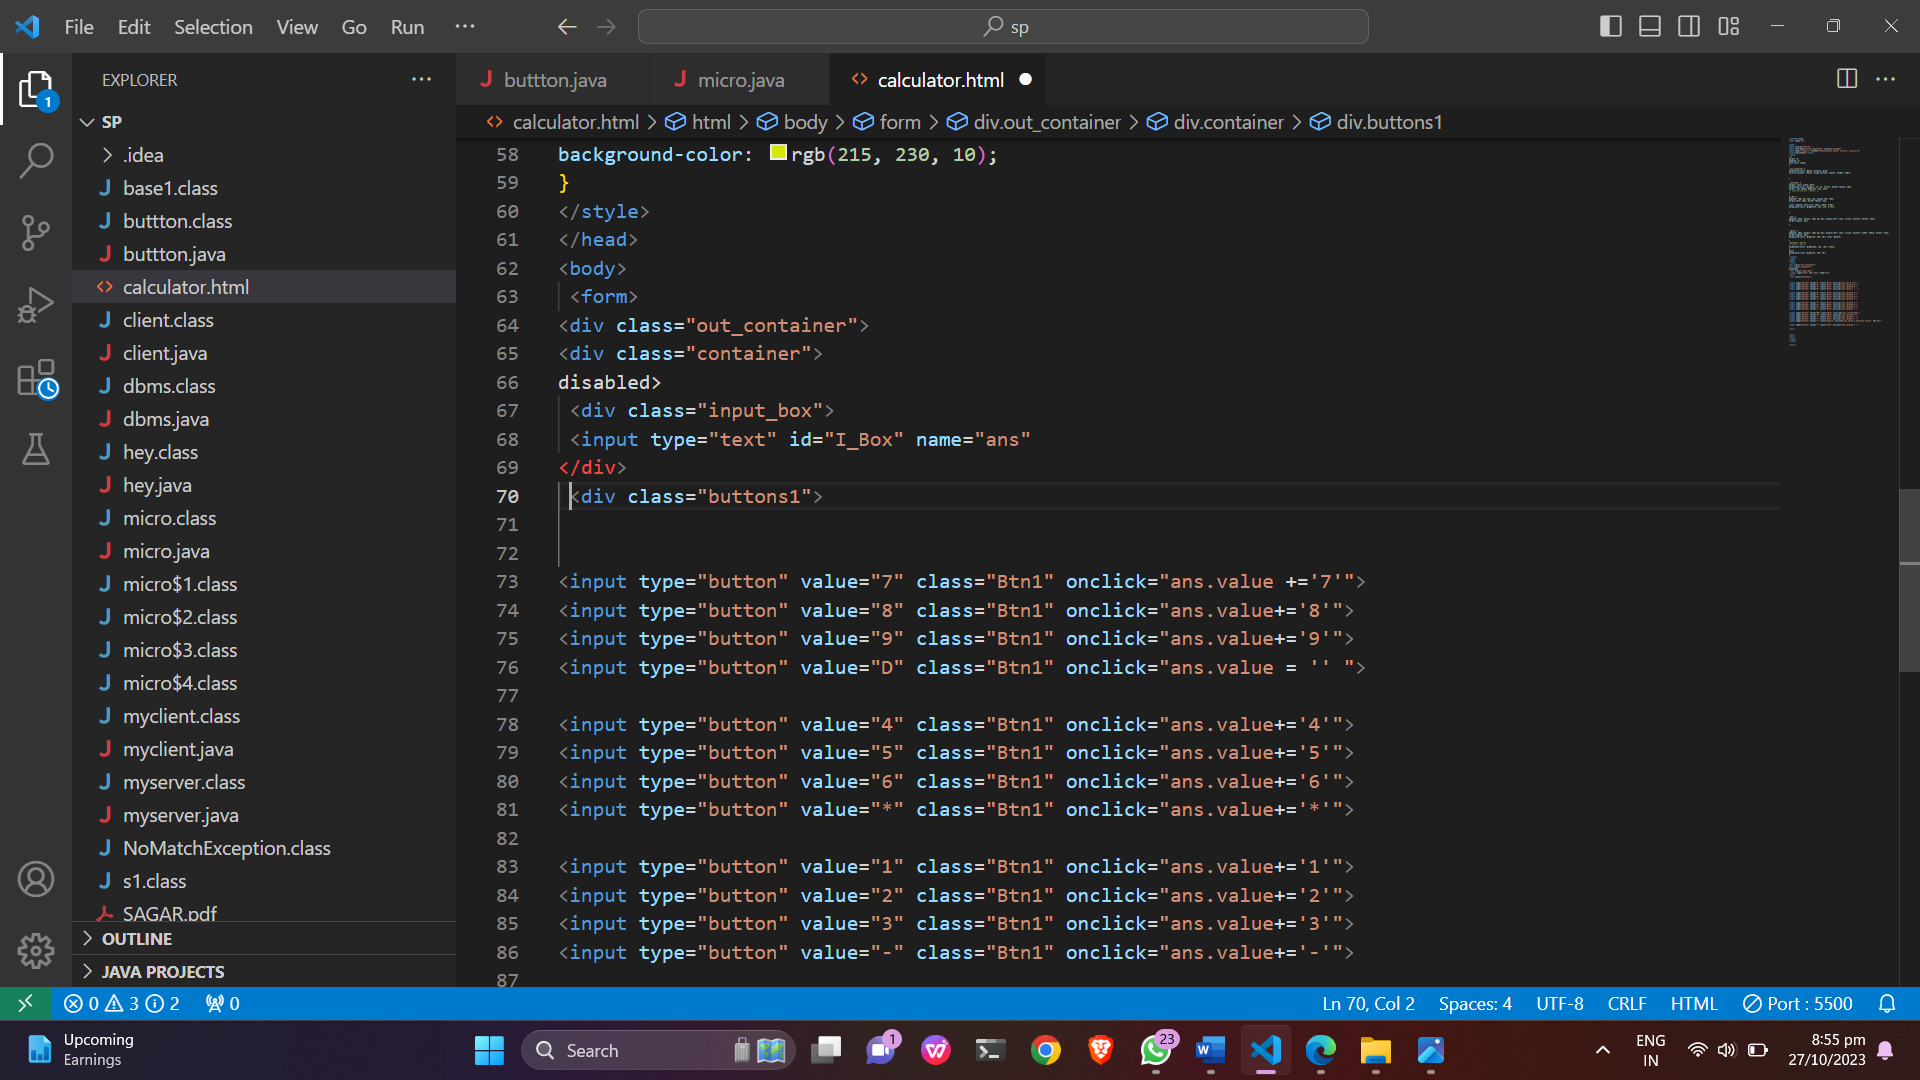 File Edit Selection View Go Run ···
sp
EXPLORER
SP
.idea
base1.class
buttton.class
buttton.java
calculator.html
client.class
client.java
dbms.class
dbms.java
hey.class
hey.java
micro.class
micro.java
micro$1.class
micro$2.class
micro$3.class
micro$4.class
myclient.class
myclient.java
myserver.class
myserver.java
NoMatchException.class
s1.class
SAGAR.pdf
OUTLINE
JAVA PROJECTS
buttton.java micro.java calculator.html
calculator.html > html > body > form > div.out_container > div.container > div.buttons1
58 background-color: rgb(215, 230, 10);
59 }
60 </style>
61 </head>
62 <body>
63 <form>
64 <div class="out_container">
65 <div class="container">
66 disabled>
67 <div class="input_box">
68 <input type="text" id="I_Box" name="ans"
69 </div>
70 <div class="buttons1">
71
72
73 <input type="button" value="7" class="Btn1" onclick="ans.value +='7'">
74 <input type="button" value="8" class="Btn1" onclick="ans.value+='8'">
75 <input type="button" value="9" class="Btn1" onclick="ans.value+='9'">
76 <input type="button" value="D" class="Btn1" onclick="ans.value = '' ">
77
78 <input type="button" value="4" class="Btn1" onclick="ans.value+='4'">
79 <input type="button" value="5" class="Btn1" onclick="ans.value+='5'">
80 <input type="button" value="6" class="Btn1" onclick="ans.value+='6'">
81 <input type="button" value="*" class="Btn1" onclick="ans.value+='*'">
82
83 <input type="button" value="1" class="Btn1" onclick="ans.value+='1'">
84 <input type="button" value="2" class="Btn1" onclick="ans.value+='2'">
85 <input type="button" value="3" class="Btn1" onclick="ans.value+='3'">
86 <input type="button" value="-" class="Btn1" onclick="ans.value+='-'">
87
1
0 3 2 0
Ln 70, Col 2 Spaces: 4 UTF-8 CRLF HTML Port : 5500
Upcoming
Earnings
Search
1
23
ENG
IN
8:55 pm
27/10/2023